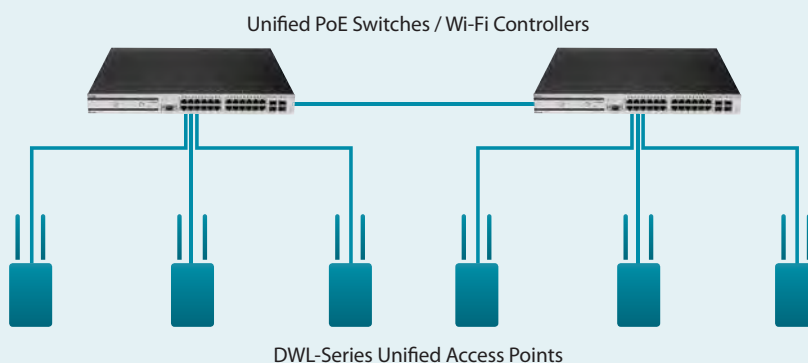 Unified PoE Switches / Wi-Fi Controllers
DWL-Series Unified Access Points